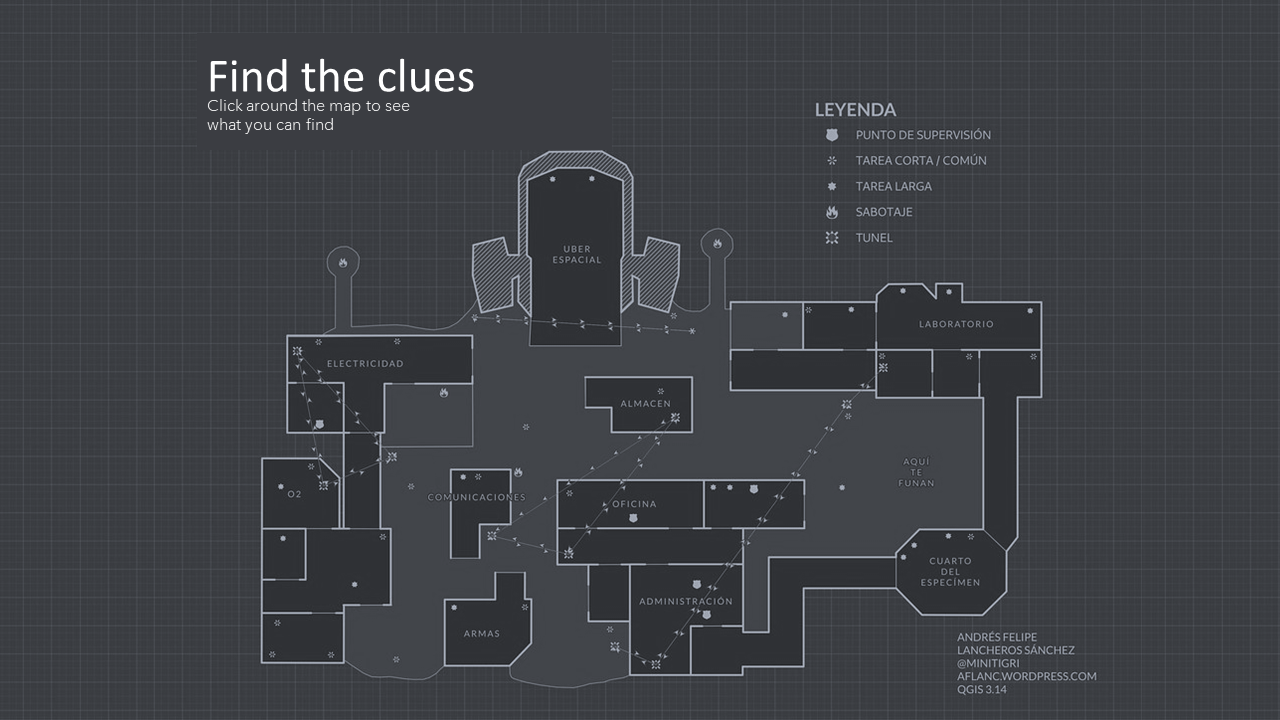 Find the clues
Click around the map to see
what you can find
LEYENDA
PUNTO DE SUPERVISIÓN
TAREA CORTA / COMÚN
TAREA LARGA
SABOTAJE
TUNEL
UBER
ESPACIAL
LABORATORIO
ELECTRICIDAD
ALMACEN
AQUÍ
TE
FUNAN
O2
COMUNICACIONES
OFICINA
CUARTO
DEL
ESPECÍMEN
ADMINISTRACIÓN
ARMAS
ANDRÉS FELIPE
LANCHEROS SÁNCHEZ
@MINITIGRI
AFLANC.WORDPRESS.COM
QGIS 3.14